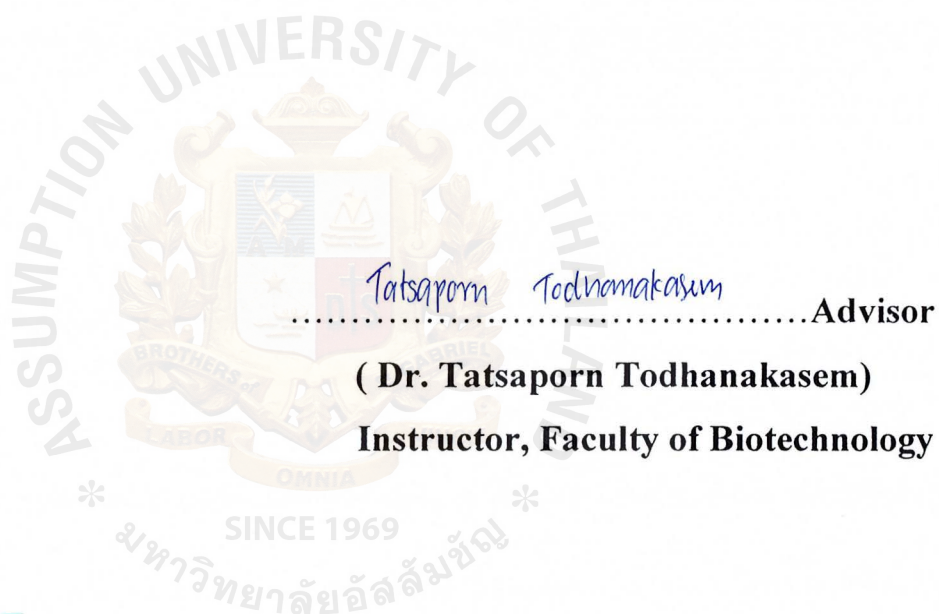 ASSUMPTION UNIVERSITY OF THAILAND
Tatsaporn Todhanakasem
............................................Advisor
( Dr. Tatsaporn Todhanakasem)
Instructor, Faculty of Biotechnology
A M
BROTHERS of
GABRIEL
LABOR
OMNIA
SINCE 1969
มหาวิทยาลัยอัสสัมชัญ